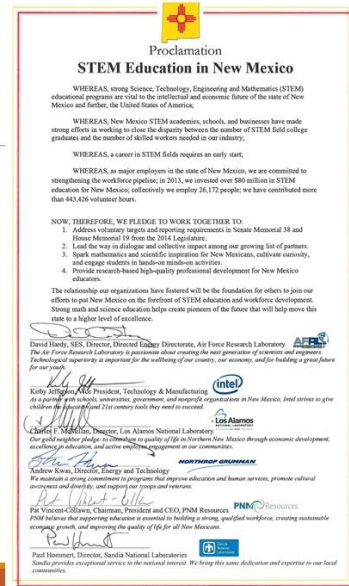 Proclamation
STEM Education in New Mexico
WHEREAS, strong Science, Technology, Engineering and Mathematics (STEM)
educational programs are vital to the intellectual and economic future of the state of New
Mexico and further, the United States of America;
WHEREAS, New Mexico STEM academies, schools, and businesses have made
strong efforts in working to close the disparity between the number of STEM field college
graduates and the number of skilled workers needed in our industry;
WHEREAS, a career in STEM fields requires an early start;
WHEREAS, as major employers in the state of New Mexico, we are committed to
strengthening the workforce pipeline; in 2013, we invested over $80 million in STEM
education for New Mexico; collectively we employ 26,172 people; we have contributed more
than 443,426 volunteer hours.
NOW, THEREFORE, WE PLEDGE TO WORK TOGETHER TO:
1. Address voluntary targets and reporting requirements in Senate Memorial 38 and
House Memorial 19 from the 2014 Legislature.
2. Lead the way in dialogue and collective impact among our growing list of partners.
3. Spark mathematics and scientific inspiration for New Mexicans, cultivate curiosity,
and engage students in hands-on minds-on activities.
4. Provide research-based high-quality professional development for New Mexico
educators.
The relationship our organizations have fostered will be the foundation for others to join our
efforts to put New Mexico on the forefront of STEM education and workforce development.
Strong math and science education helps create pioneers of the future that will help move this
state to a higher level of excellence.
David Hardy, SES, Director, Directed Energy Directorate, Air Force Research Laboratory AFRL
The Air Force Research Laboratory is passionate about creating the next generation of scientists and engineers.
Technological superiority is important for the wellbeing of our country, our economy, and for building a great future
for our youth.
Kirby Jefferson, Vice President, Technology & Manufacturing intel
As a partner with schools, universities, government, and nonprofit organizations in New Mexico, Intel strives to give
children the education and 21st century tools they need to succeed.
Charles F. McMillan, Director, Los Alamos National Laboratory Los Alamos
NATIONAL LABORATORY
Our good neighbor pledge: to contribute to quality of life in Northern New Mexico through economic development,
excellence in education, and active employee engagement in our communities.
NORTHROP GRUMMAN
Andrew Kwas, Director, Energy and Technology
We maintain a strong commitment to programs that improve education and human services, promote cultural
awareness and diversity, and support our troops and veterans.
Pat Vincent-Collawn, Chairman, President and CEO, PNM Resources PNM Resources
PNM believes that supporting education is essential to building a strong, qualified workforce, creating sustainable
economic growth, and improving the quality of life for all New Mexicans.
Paul Hommert, Director, Sandia National Laboratories Sandia National Laboratories
Sandia provides exceptional service in the national interest. We bring this same dedication and expertise to our local
communities.